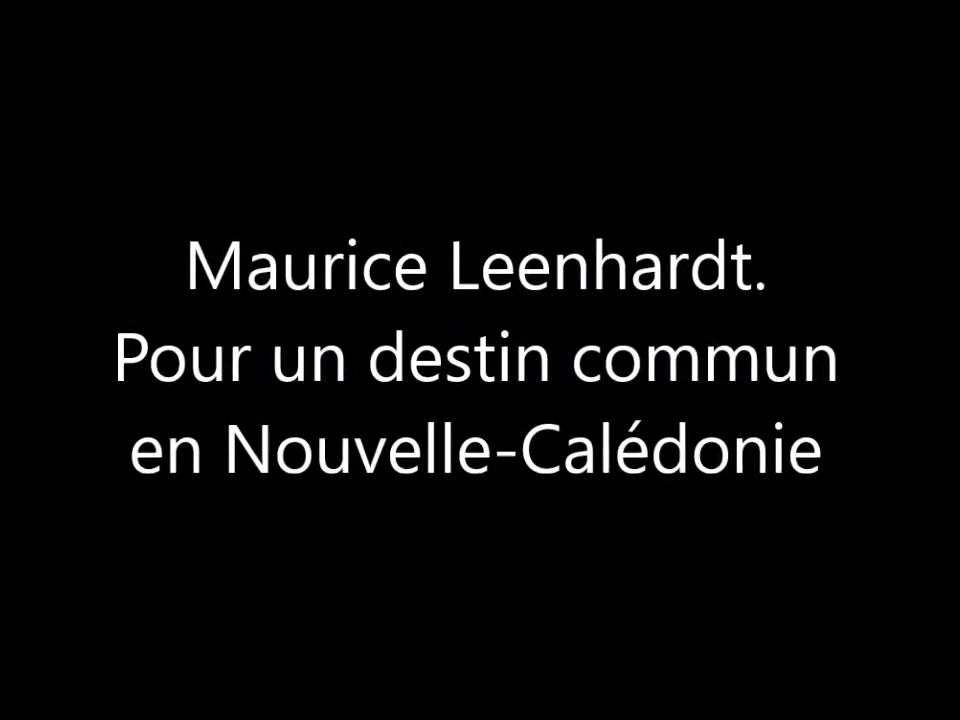 Maurice Leenhardt.
Pour un destin commun
en Nouvelle-Calédonie